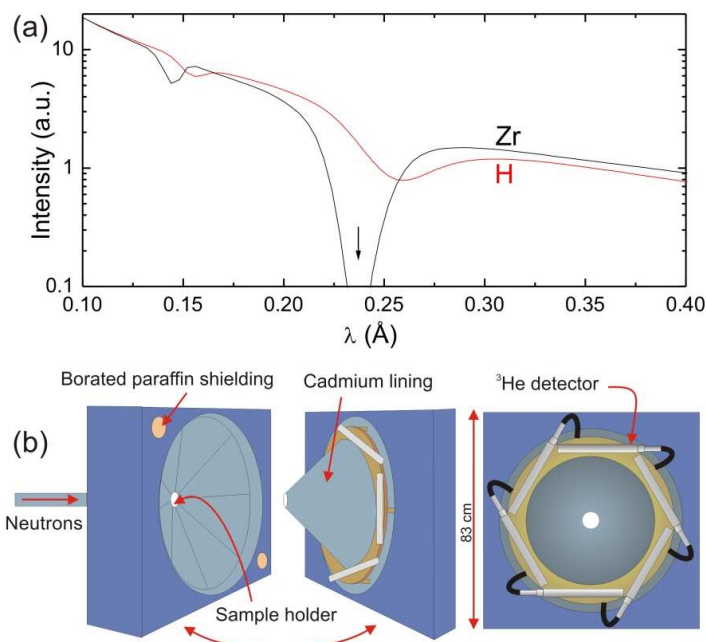 (a)
10
1
0.1
Intensity (a.u.)
Zr
H
0.10 0.15 0.20 0.25 0.30 0.35 0.40
λ (Å)
(b)
Borated paraffin shielding
Cadmium lining
³He detector
Neutrons
Sample holder
83 cm